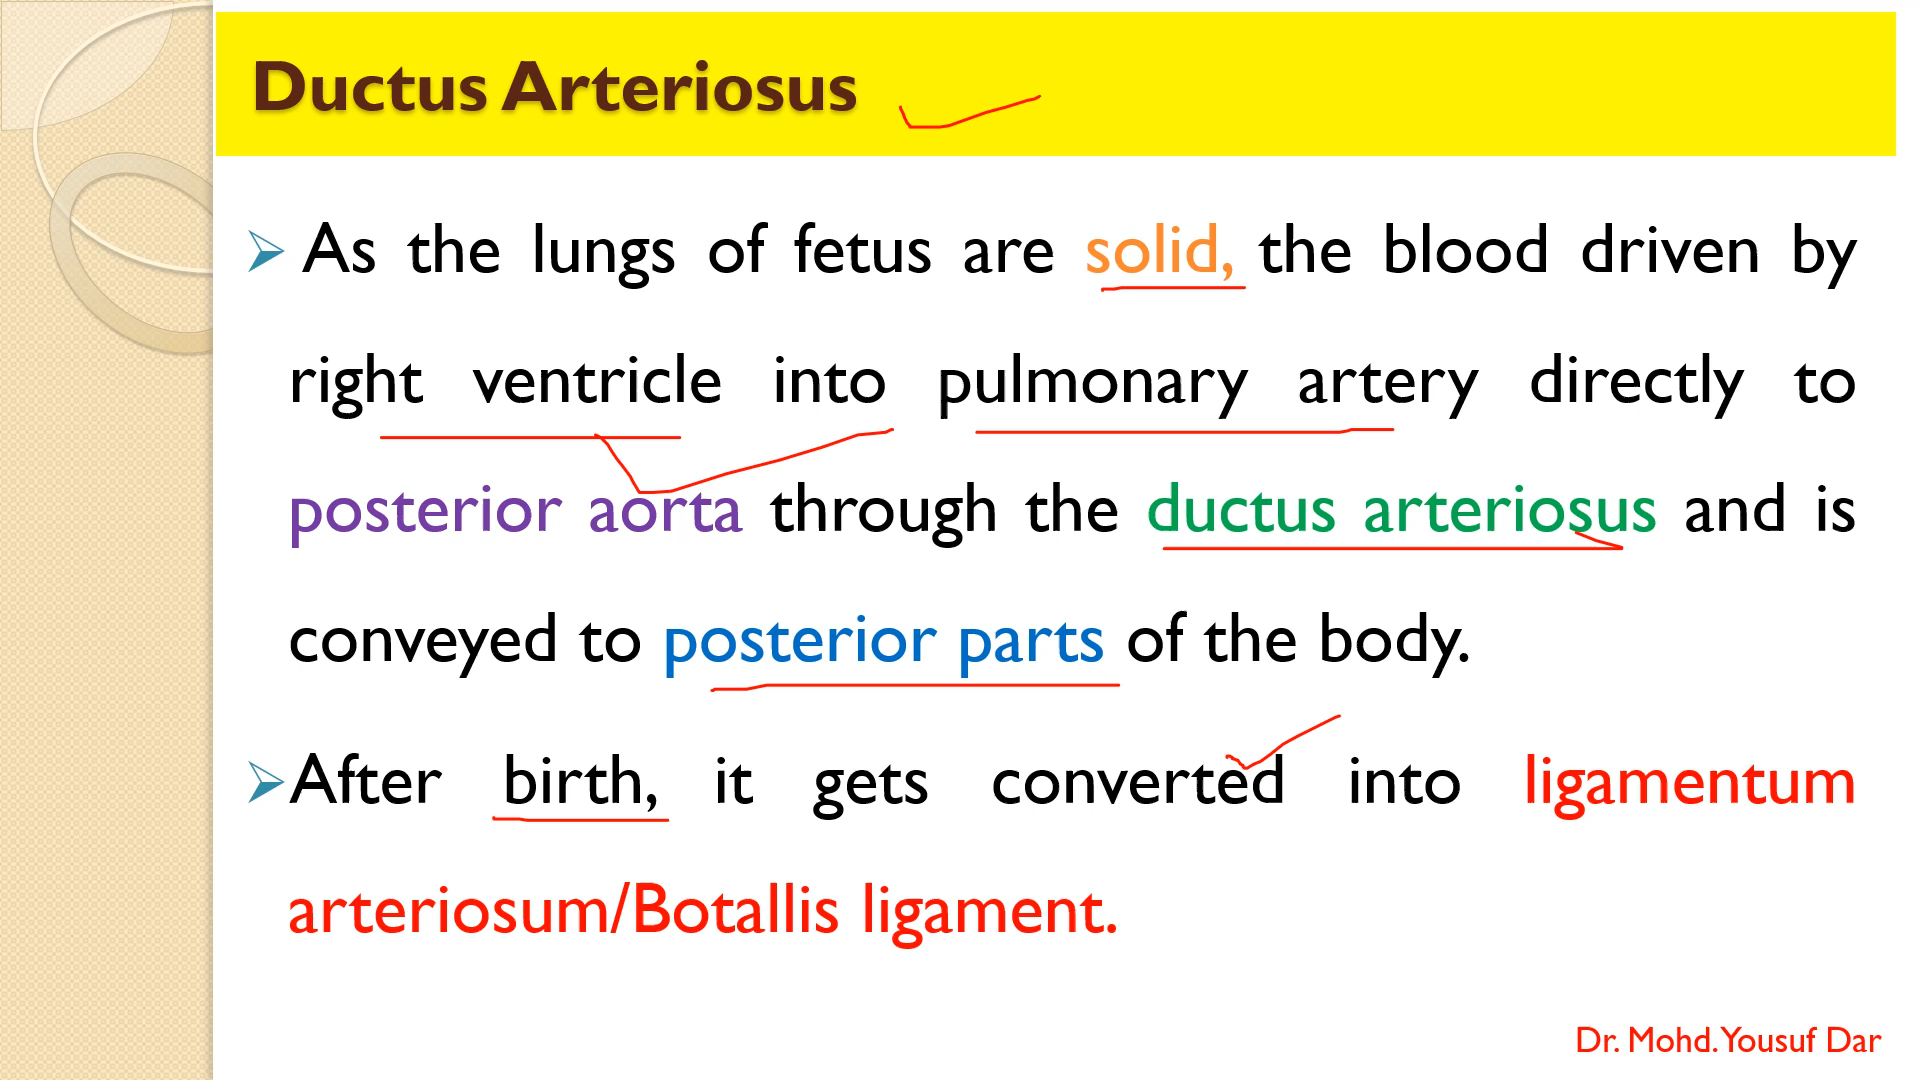 Ductus Arteriosus
As the lungs of fetus are solid, the blood driven by
right ventricle into pulmonary artery directly to
posterior aorta through the ductus arteriosus and is
conveyed to posterior parts of the body.
After birth, it gets converted into ligamentum
arteriosum/Botallis ligament.
Dr. Mohd. Yousuf Dar